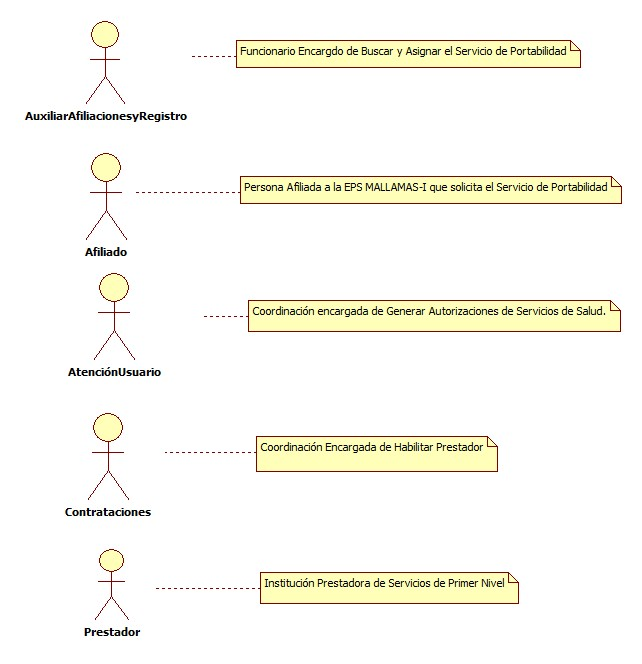 Funcionario Encargdo de Buscar y Asignar el Servicio de Portabilidad
AuxiliarAfiliacionesyRegistro
Persona Afiliada a la EPS MALLAMAS-I que solicita el Servicio de Portabilidad
Afiliado
Coordinación encargada de Generar Autorizaciones de Servicios de Salud.
AtenciónUsuario
Coordinación Encargada de Habilitar Prestador
Contrataciones
Institución Prestadora de Servicios de Primer Nivel
Prestador